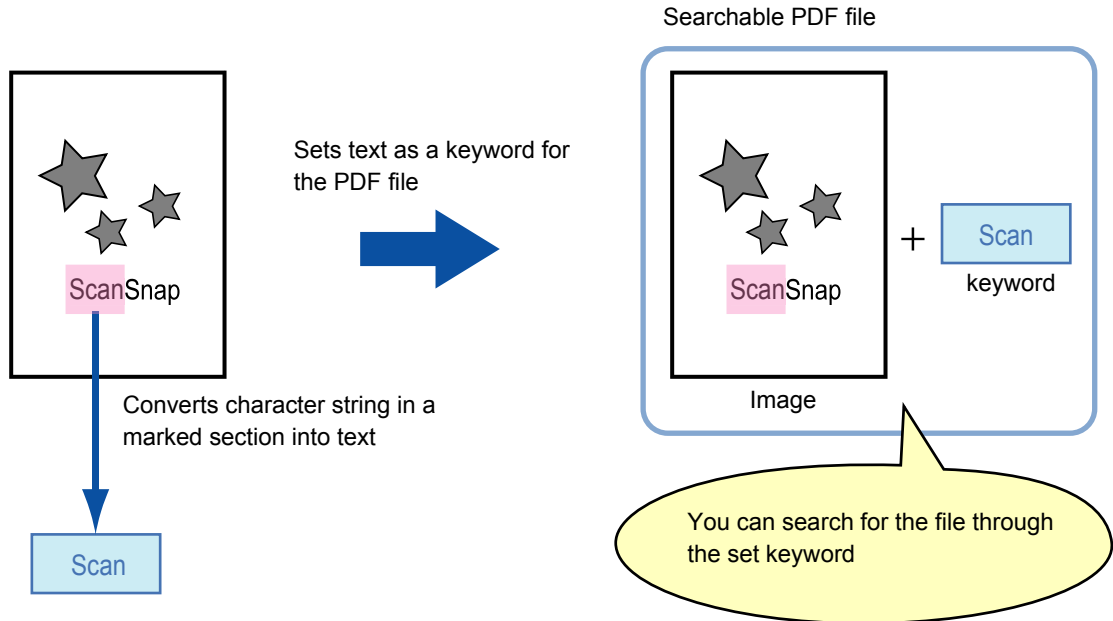 Searchable PDF file
Sets text as a keyword for
the PDF file
ScanSnap
Converts character string in a
marked section into text
Scan
ScanSnap
+
Scan
keyword
Image
You can search for the file through
the set keyword